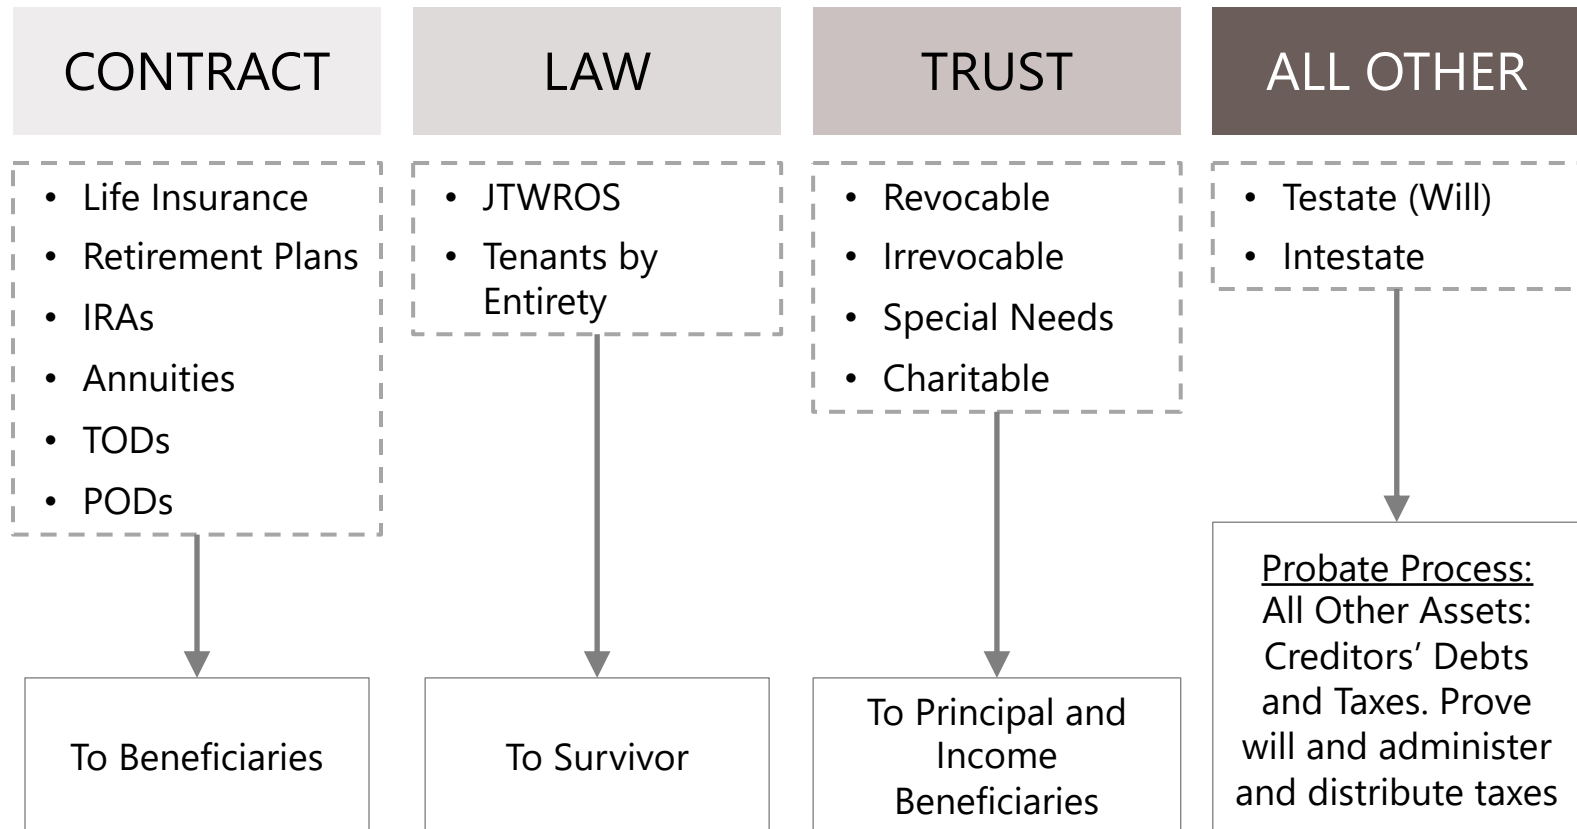 CONTRACT
• Life Insurance
• Retirement Plans
• IRAs
• Annuities
• TODs
• PODs
To Beneficiaries
LAW
• JTWROS
• Tenants by
Entirety
To Survivor
TRUST
• Revocable
• Irrevocable
• Special Needs
• Charitable
To Principal and
Income
Beneficiaries
ALL OTHER
• Testate (Will)
• Intestate
Probate Process:
All Other Assets:
Creditors’ Debts
and Taxes. Prove
will and administer
and distribute taxes